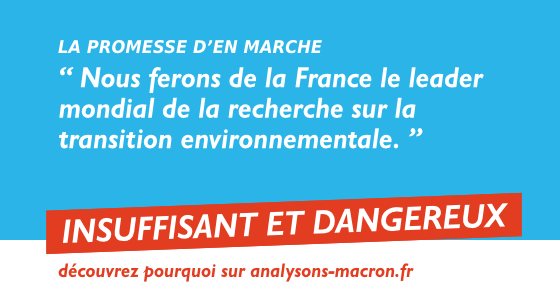 LA PROMESSE D’EN MARCHE
“ Nous ferons de la France le leader
mondial de la recherche sur la
transition environnementale. ”
INSUFFISANT ET DANGEREUX
découvrez pourquoi sur analysons-macron.fr